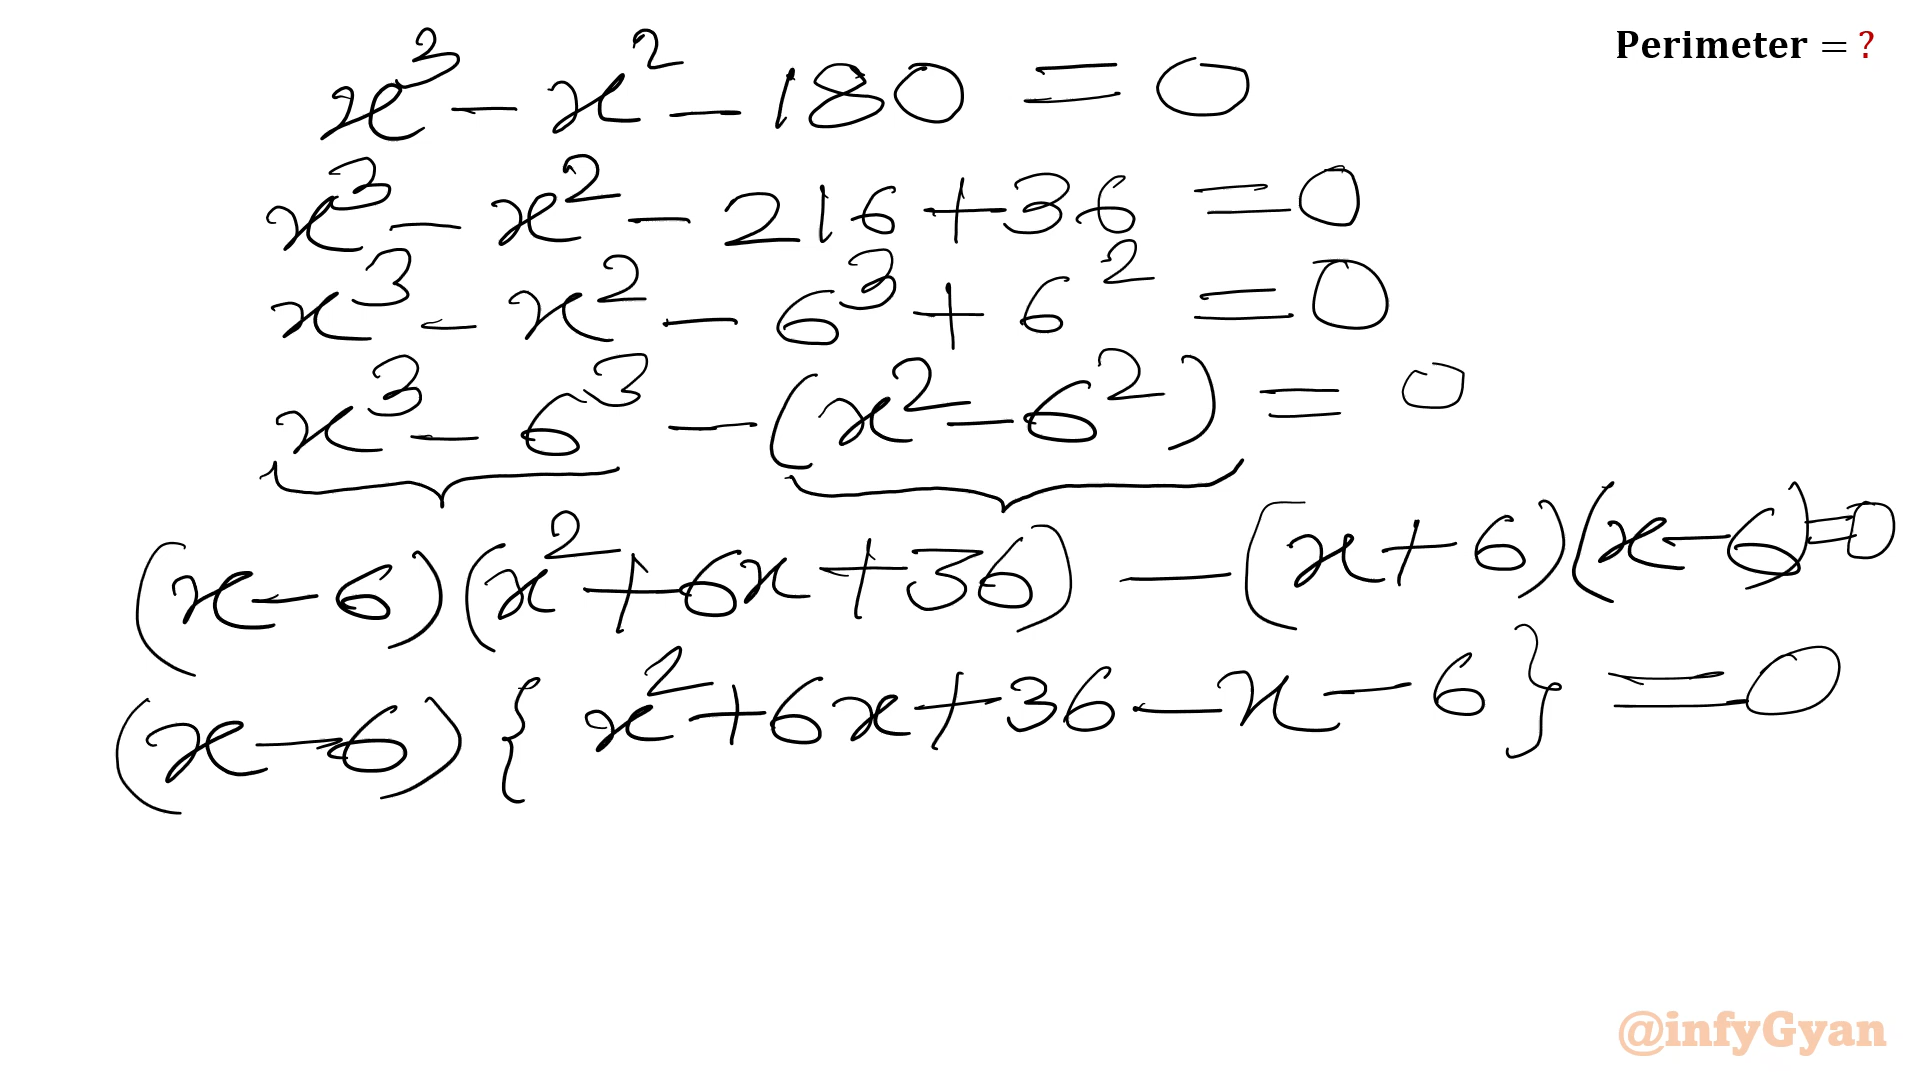 Perimeter = ?
x³ - x² - 180 = 0
x³ - x² - 216 + 36 = 0
x³ - x² - 6³ + 6² = 0
x³ - 6³ - (x² - 6²) = 0
(x-6)(x²+6x+36) - (x+6)(x-6)=0
(x-6){x²+6x+36-x-6} = 0
@infyGyan